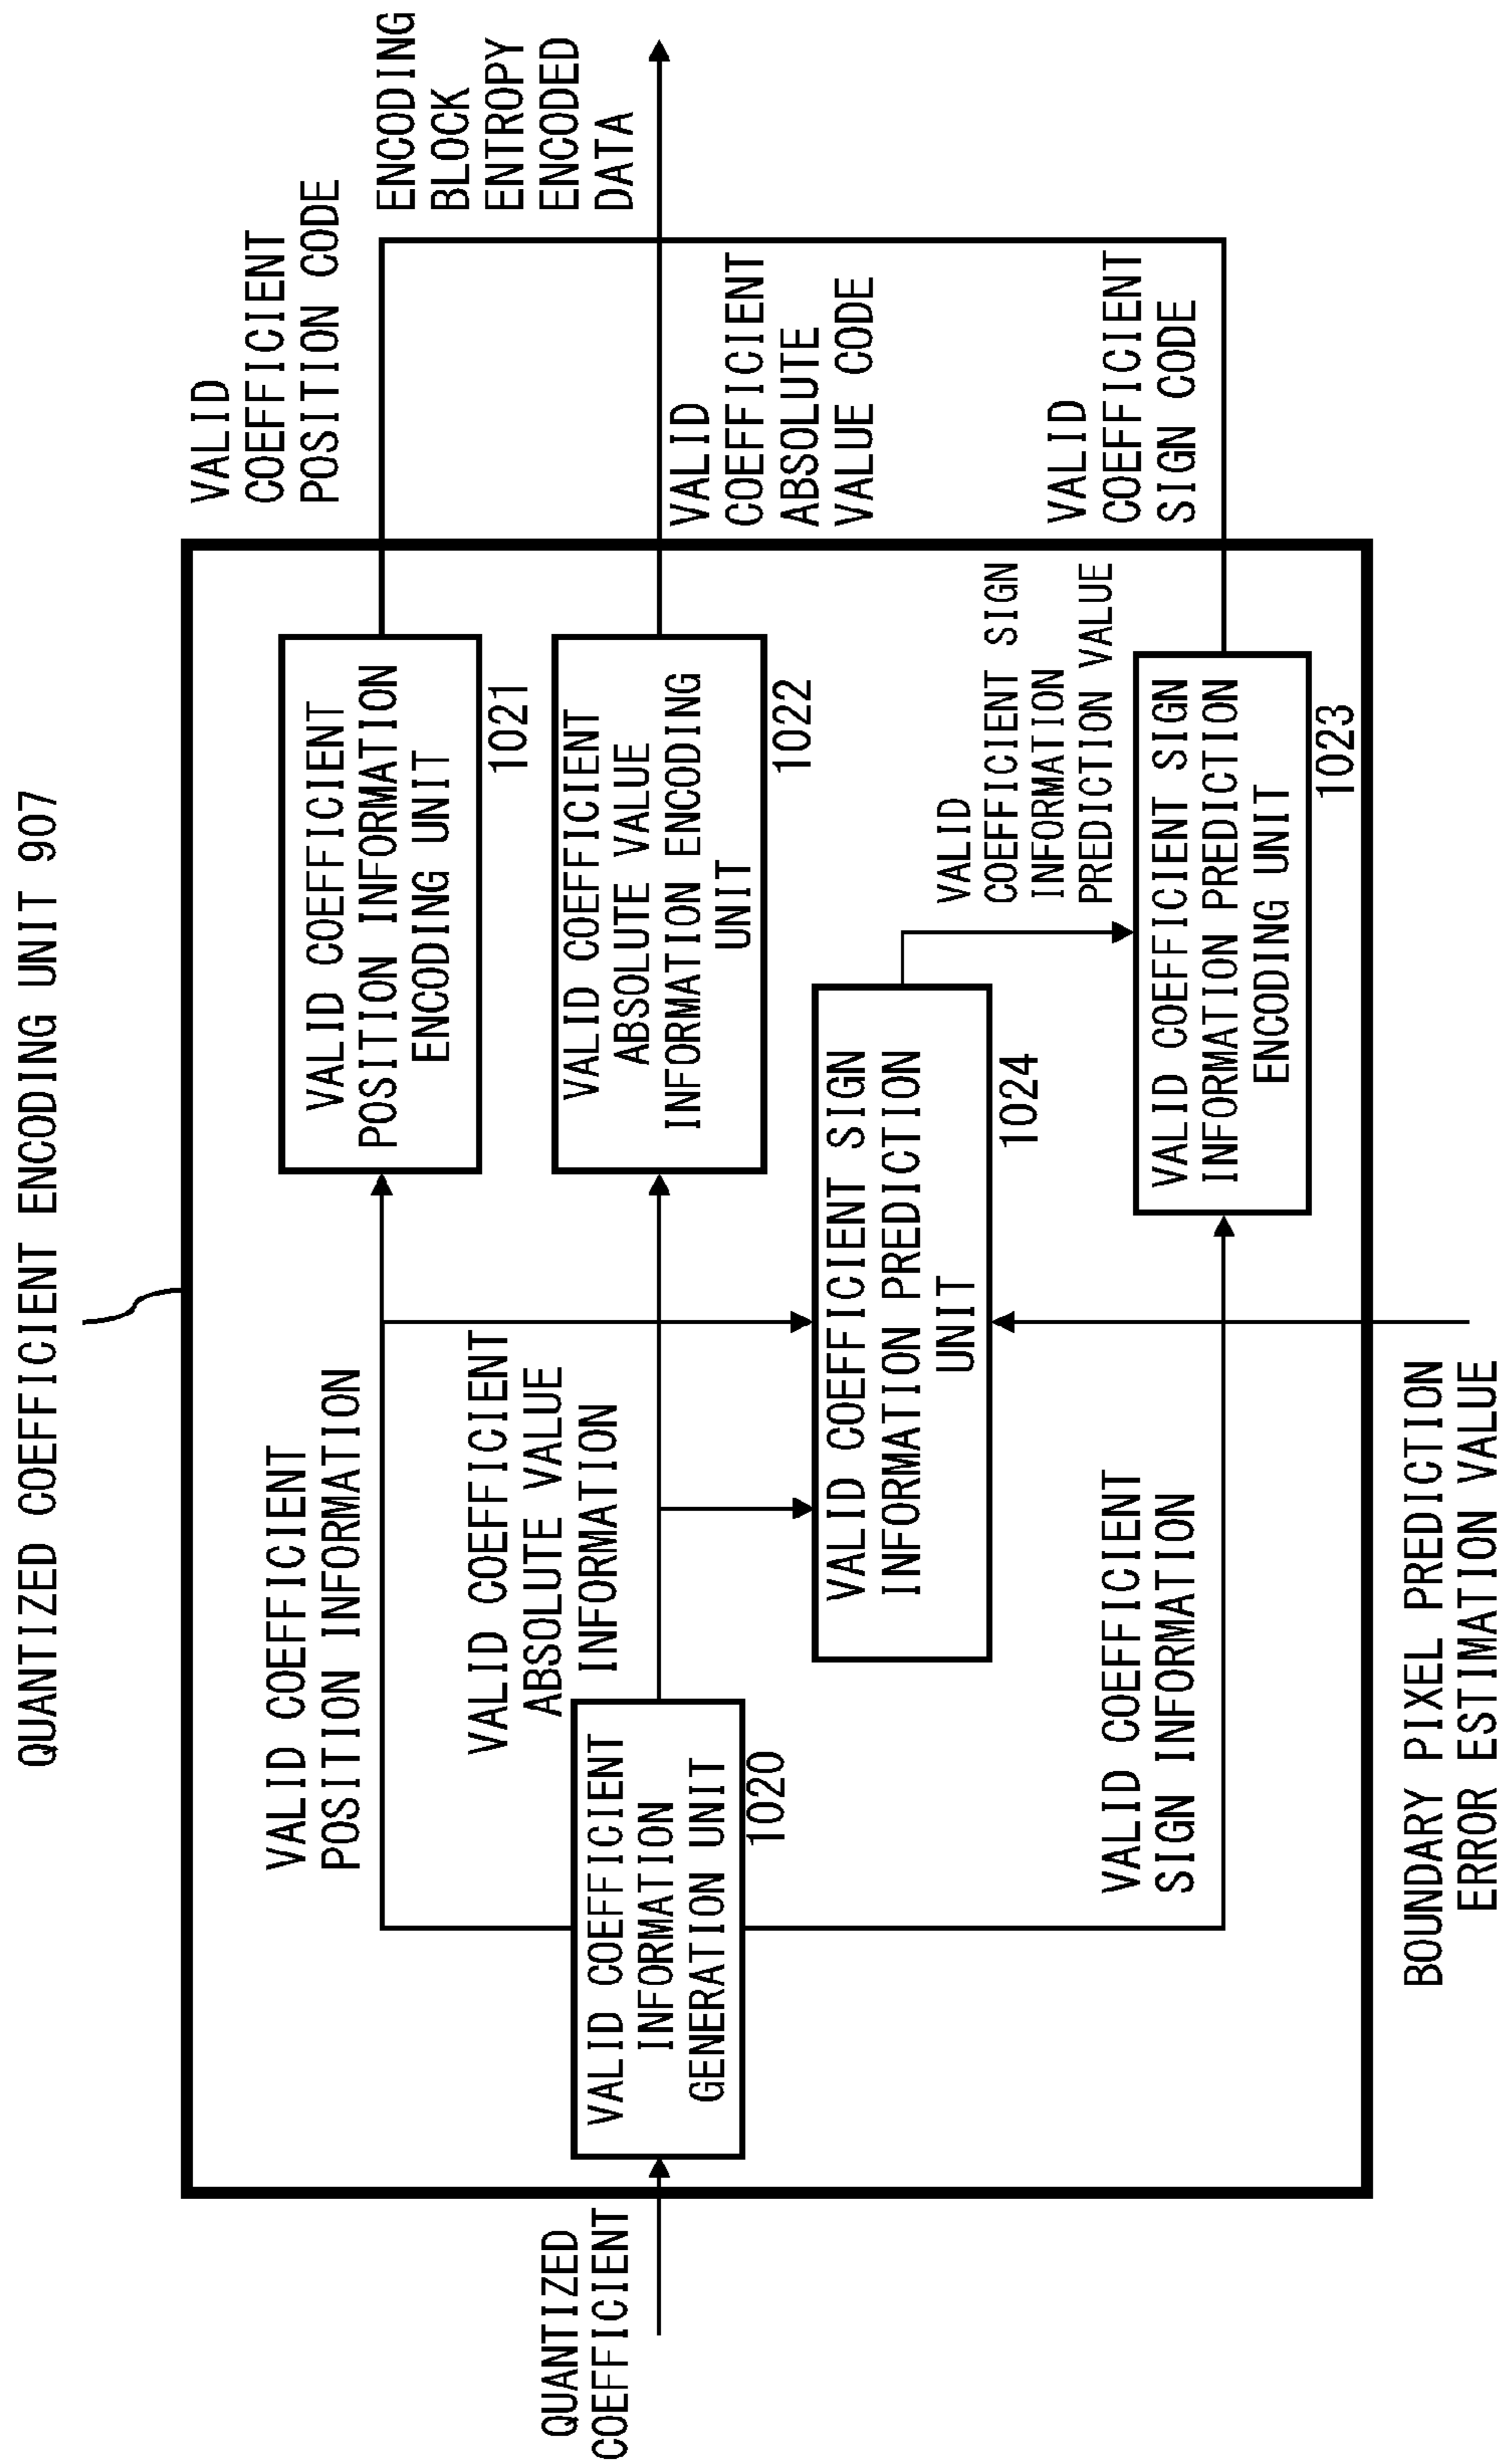 QUANTIZED COEFFICIENT ENCODING UNIT 907
QUANTIZED
COEFFICIENT
VALID COEFFICIENT
INFORMATION
GENERATION UNIT
1020
VALID COEFFICIENT
POSITION INFORMATION
VALID COEFFICIENT
ABSOLUTE VALUE
INFORMATION
VALID COEFFICIENT
SIGN INFORMATION
BOUNDARY PIXEL PREDICTION
ERROR ESTIMATION VALUE
VALID COEFFICIENT SIGN
INFORMATION PREDICTION
UNIT
1024
VALID COEFFICIENT
POSITION INFORMATION
ENCODING UNIT
1021
VALID COEFFICIENT
ABSOLUTE VALUE
INFORMATION ENCODING
UNIT
1022
VALID
COEFFICIENT SIGN
INFORMATION
PREDICTION VALUE
VALID COEFFICIENT SIGN
INFORMATION PREDICTION
ENCODING UNIT
1023
VALID
COEFFICIENT
POSITION CODE
VALID
COEFFICIENT
ABSOLUTE
VALUE CODE
VALID
COEFFICIENT
SIGN CODE
ENCODING
BLOCK
ENTROPY
ENCODED
DATA